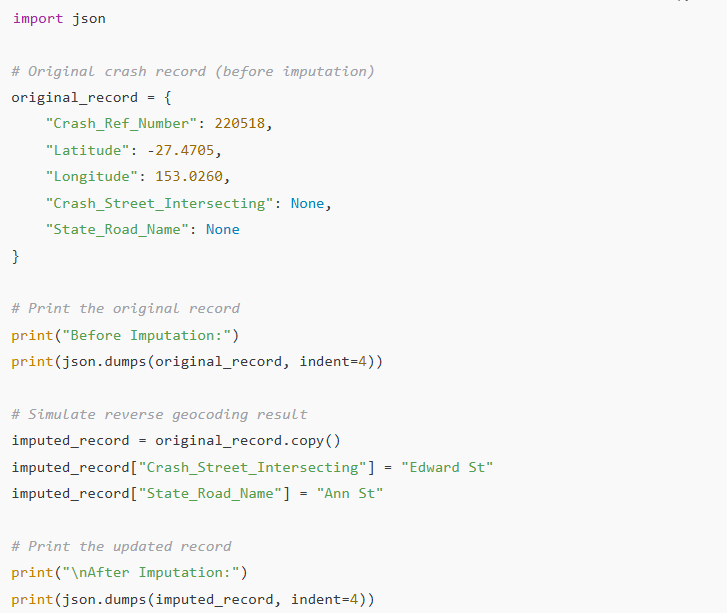 import json
# Original crash record (before imputation)
original_record = {
    "Crash_Ref_Number": 220518,
    "Latitude": -27.4705,
    "Longitude": 153.0260,
    "Crash_Street_Intersecting": None,
    "State_Road_Name": None
}
# Print the original record
print("Before Imputation:")
print(json.dumps(original_record, indent=4))
# Simulate reverse geocoding result
imputed_record = original_record.copy()
imputed_record["Crash_Street_Intersecting"] = "Edward St"
imputed_record["State_Road_Name"] = "Ann St"
# Print the updated record
print("\nAfter Imputation:")
print(json.dumps(imputed_record, indent=4))